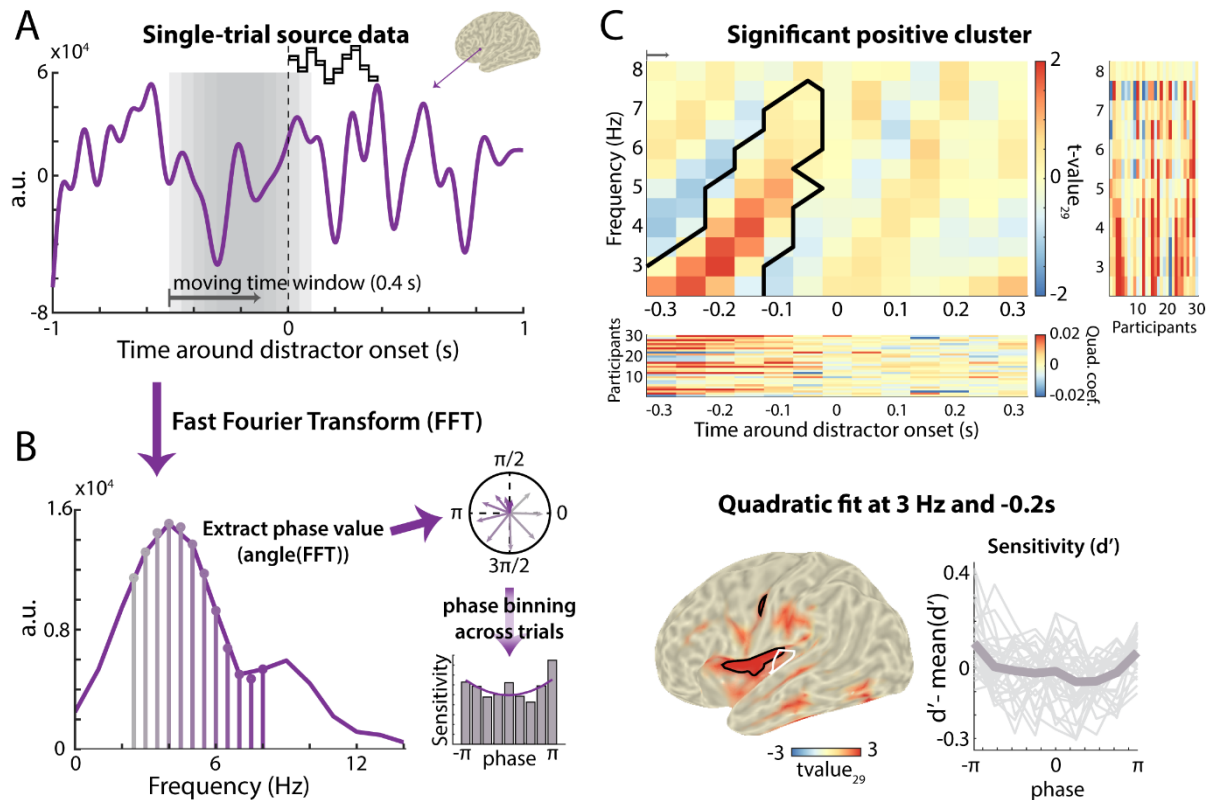 A
Single-trial source data
x10⁴
6
0
-8
a.u.
moving time window (0.4 s)
-1
0
1
Time around distractor onset (s)
Fast Fourier Transform (FFT)
B
x10⁴
1.6
0.8
0
a.u.
Extract phase value
(angle(FFT))
0
6
12
Frequency (Hz)
π/2
π
0
3π/2
phase binning
across trials
Sensitivity
-π
π
phase
C
Significant positive cluster
8
7
6
5
4
3
Frequency (Hz)
-0.3
-0.2
-0.1
0
0.1
0.2
0.3
2
0
-2
t-value₂₉
8
7
6
5
4
3
10
20
30
Participants
Participants
30
20
10
-0.3
-0.2
-0.1
0
0.1
0.2
0.3
Time around distractor onset (s)
0.02
0
-0.02
Quad. coef.
Quadratic fit at 3 Hz and -0.2s
-3
3
tvalue₂₉
Sensitivity (d’)
0.4
0
-0.3
d’- mean(d’)
-π
0
π
phase